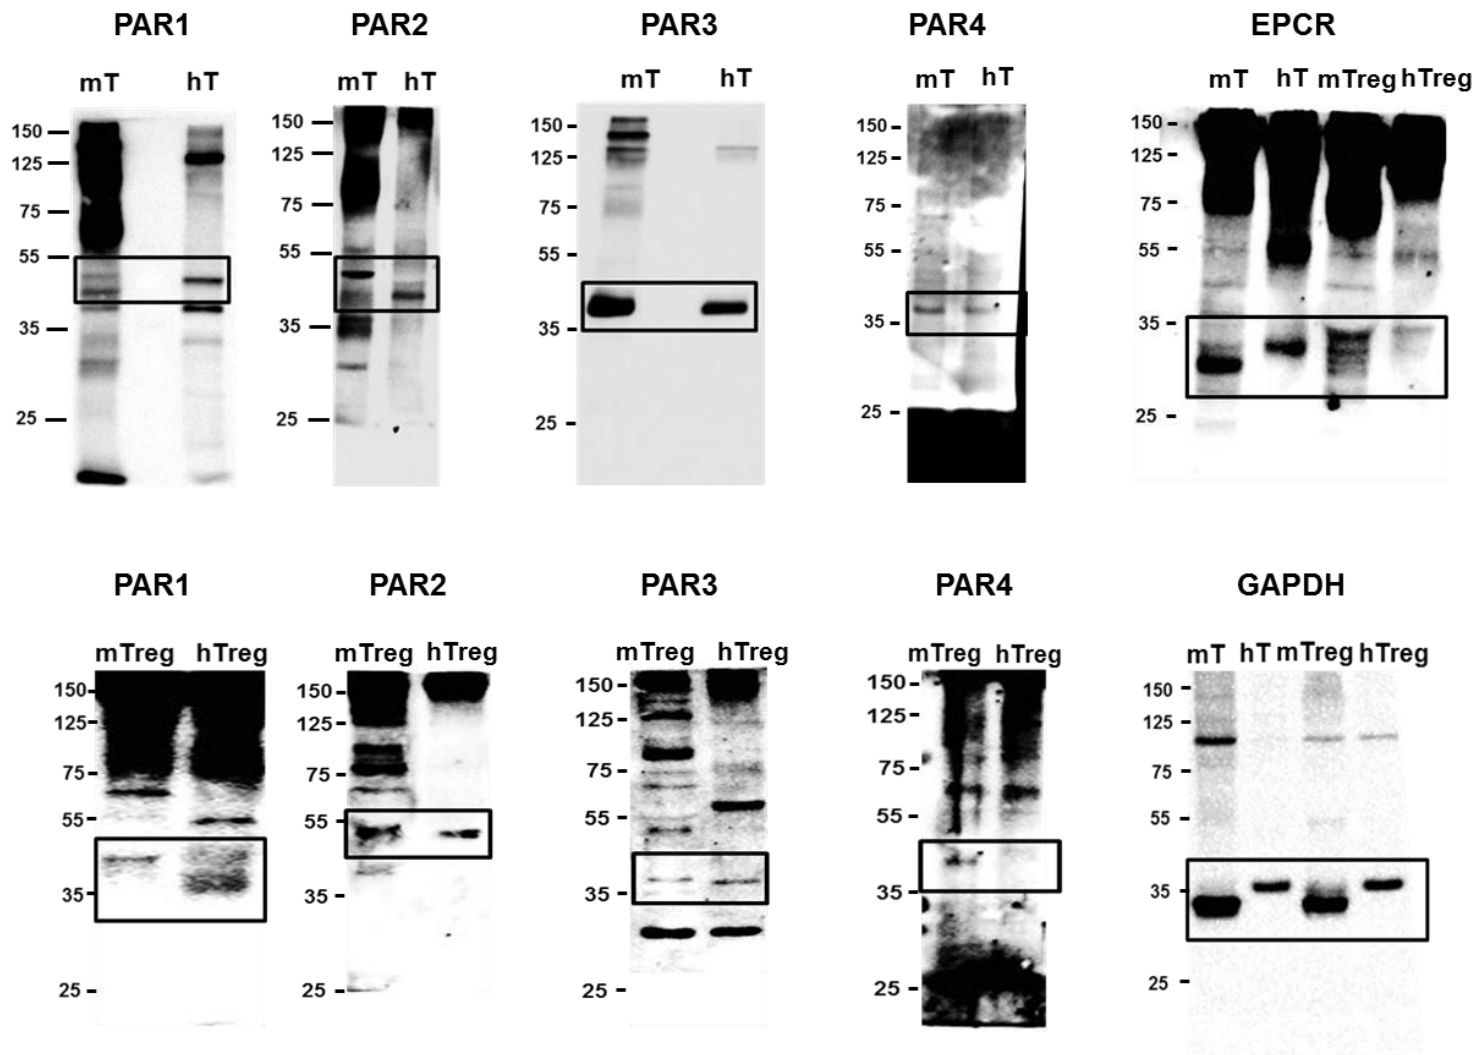 PAR1 PAR2 PAR3 PAR4 EPCR
mT hT mT hT mT hT mT hT mT hT mTreg hTreg
150 150 150 150 150
125 125 125 125 125
75 75 75 75 75
55 55 55 55 55
35 35 35 35 35
25 25 25 25 25
PAR1 PAR2 PAR3 PAR4 GAPDH
mTreg hTreg mTreg hTreg mTreg hTreg mTreg hTreg mT hT mTreg hTreg
150 150 150 150 150
125 125 125 125 125
75 75 75 75 75
55 55 55 55 55
35 35 35 35 35
25 25 25 25 25